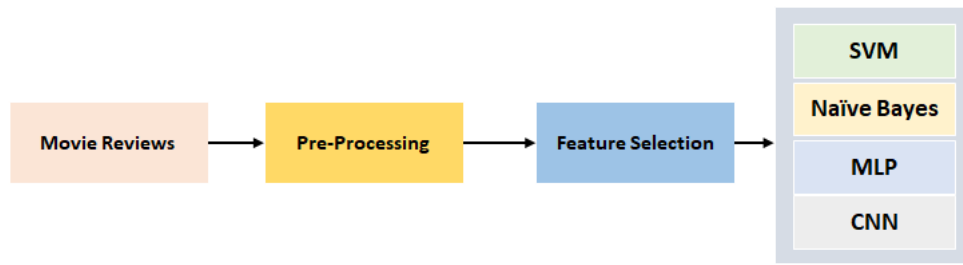 Movie Reviews
Pre-Processing
Feature Selection
SVM
Naïve Bayes
MLP
CNN